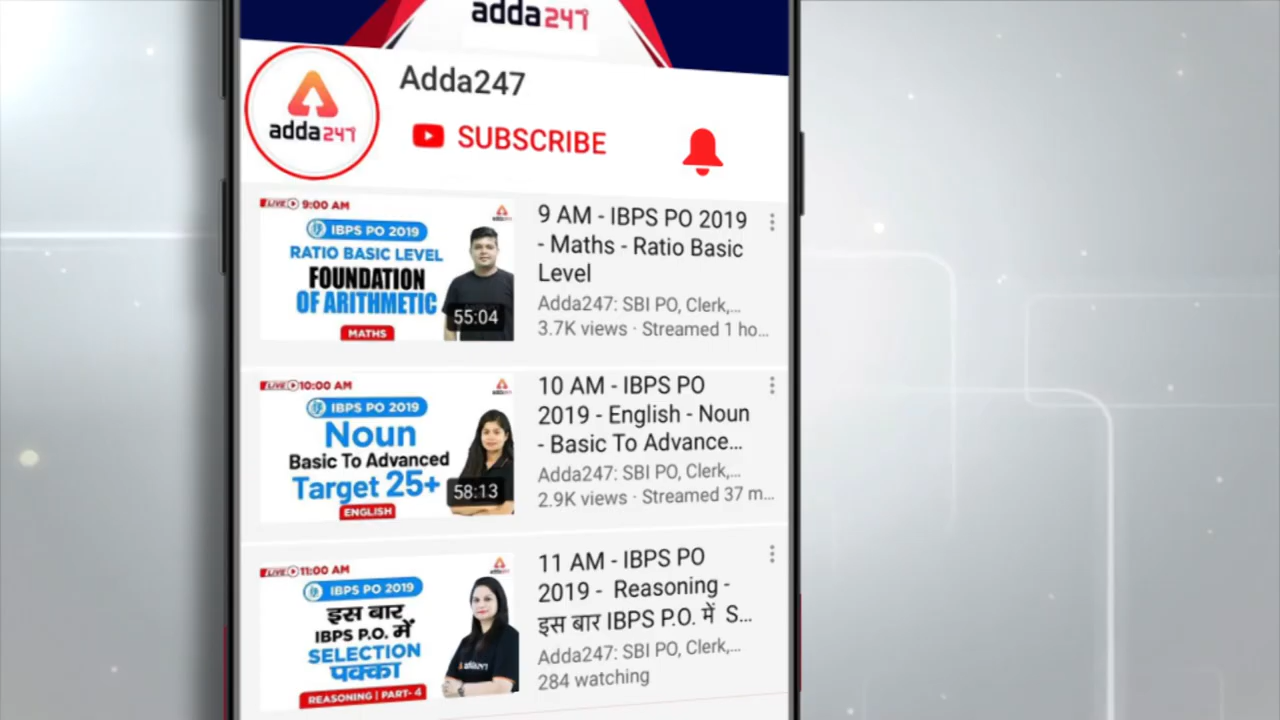 adda247
Adda247
adda247
SUBSCRIBE
LIVE 9:00 AM
IBPS PO 2019
RATIO BASIC LEVEL
FOUNDATION
OF ARITHMETIC
MATHS
55:04
9 AM - IBPS PO 2019
- Maths - Ratio Basic
Level
Adda247: SBI PO, Clerk,...
3.7K views · Streamed 1 ho...
LIVE 10:00 AM
IBPS PO 2019
Noun
Basic To Advanced
Target 25+
ENGLISH
58:13
10 AM - IBPS PO
2019 - English - Noun
- Basic To Advance...
Adda247: SBI PO, Clerk,...
2.9K views · Streamed 37 m...
LIVE 11:00 AM
IBPS PO 2019
इस बार
IBPS P.O. में
SELECTION
पक्का
REASONING | PART- 4
adda247
11 AM - IBPS PO
2019 - Reasoning -
इस बार IBPS P.O. में S...
Adda247: SBI PO, Clerk,...
284 watching